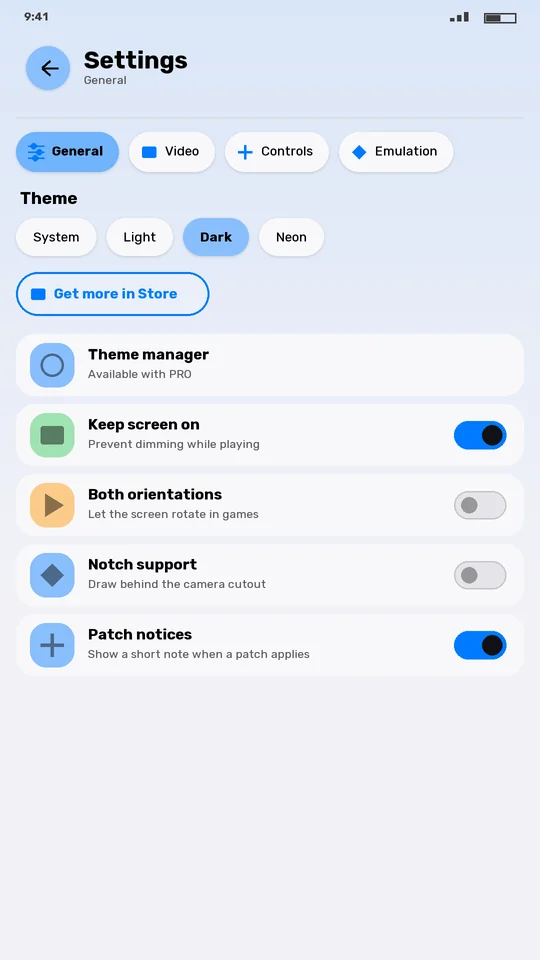 9:41
Settings
General
General
Video
Controls
Emulation
Theme
System
Light
Dark
Neon
Get more in Store
Theme manager
Available with PRO
Keep screen on
Prevent dimming while playing
Both orientations
Let the screen rotate in games
Notch support
Draw behind the camera cutout
Patch notices
Show a short note when a patch applies